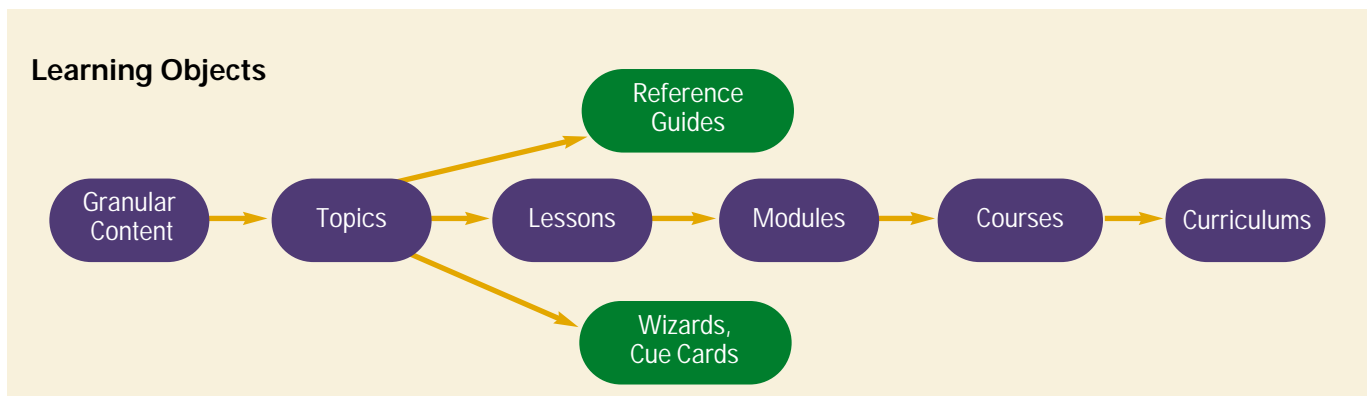 Learning Objects
Reference
Guides
Granular
Content
Topics
Lessons
Modules
Courses
Curriculums
Wizards,
Cue Cards